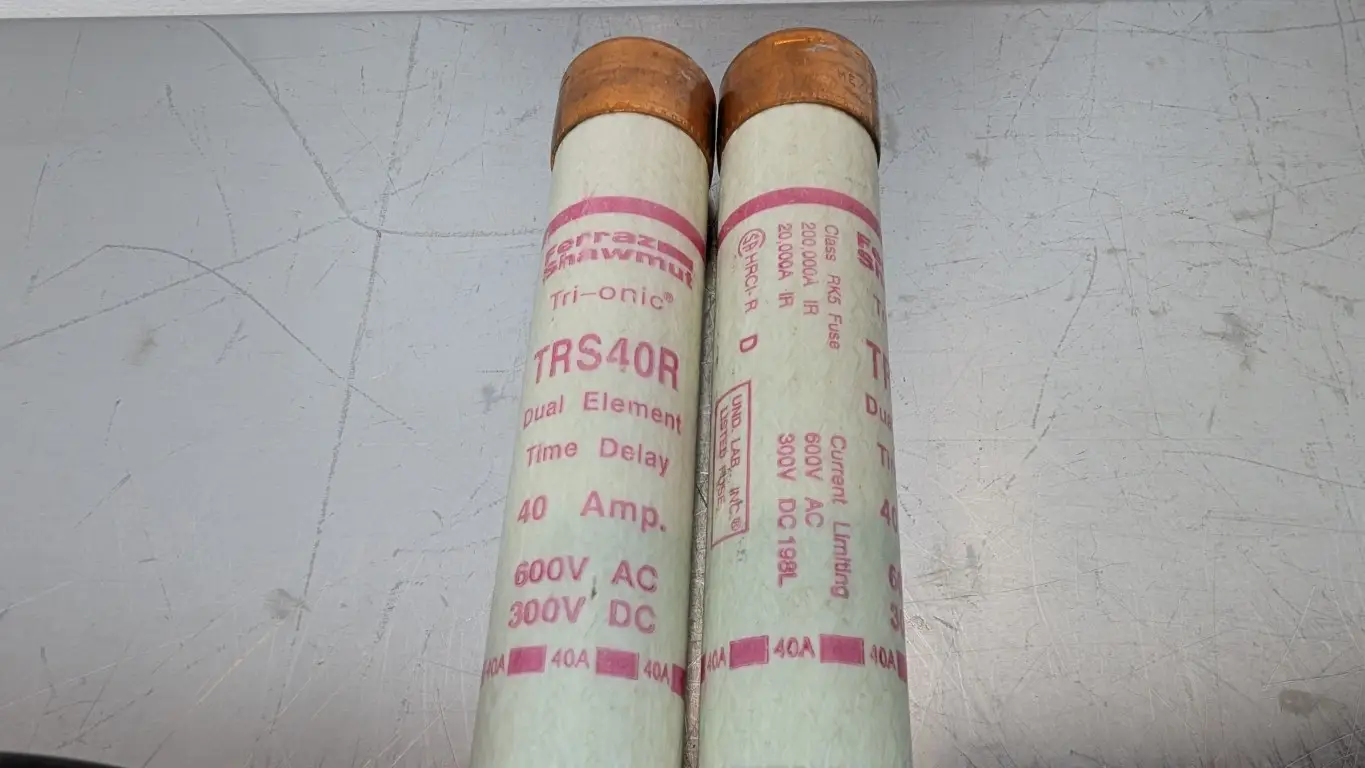 Ferraz
Shawmut
Tri-onic®
TRS40R
Dual Element
Time Delay
40 Amp.
600V AC
300V DC
40A 40A 40A
Class RK5 Fuse
200,000A IR
20,000A IR
HRCI-R D
UND. LAB. INC.®
LISTED FUSE
Current Limiting
600V AC
300V DC 198L
40A 40A 40A